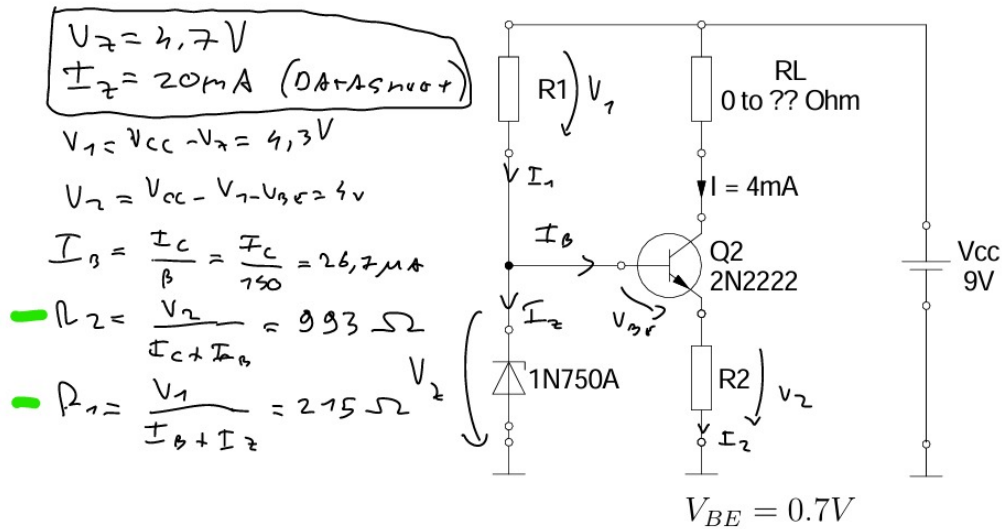 Vz = 4,7V
Iz = 20mA (DATASHEET)
V1 = Vcc - Vz = 4,3V
V2 = Vcc - V1 - VBE = 4V
IB = IC / β = IC / 150 = 26,7 µA
R2 = V2 / (IC + IB) = 993 Ω
R1 = V1 / (IB + Iz) = 215 Ω
R1
V1
RL
0 to ?? Ohm
I1
I = 4mA
IB
Q2
2N2222
Vcc
9V
Iz
VBE
Vz
1N750A
R2
V2
I2
VBE = 0.7V